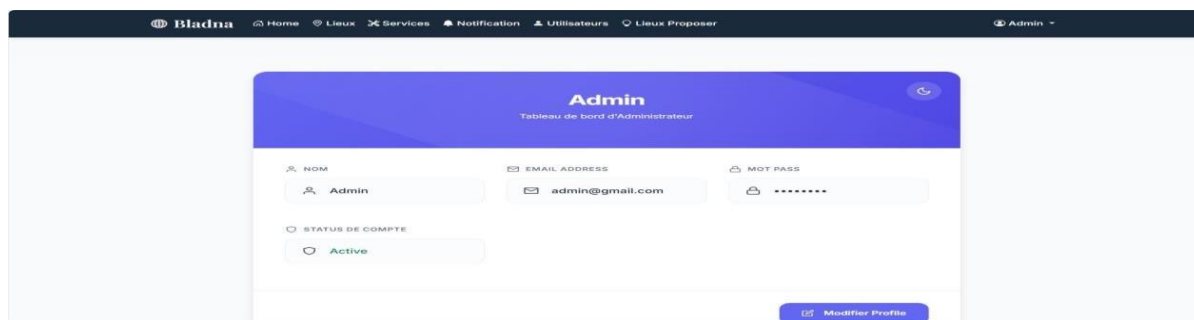 Bladna Home Lieux Services Notification Utilisateurs Lieux Proposer Admin
Admin
Tableau de bord d'Administrateur
NOM EMAIL ADDRESS MOT PASS
Admin admin@gmail.com ••••••••
STATUS DE COMPTE
Active
Modifier Profile